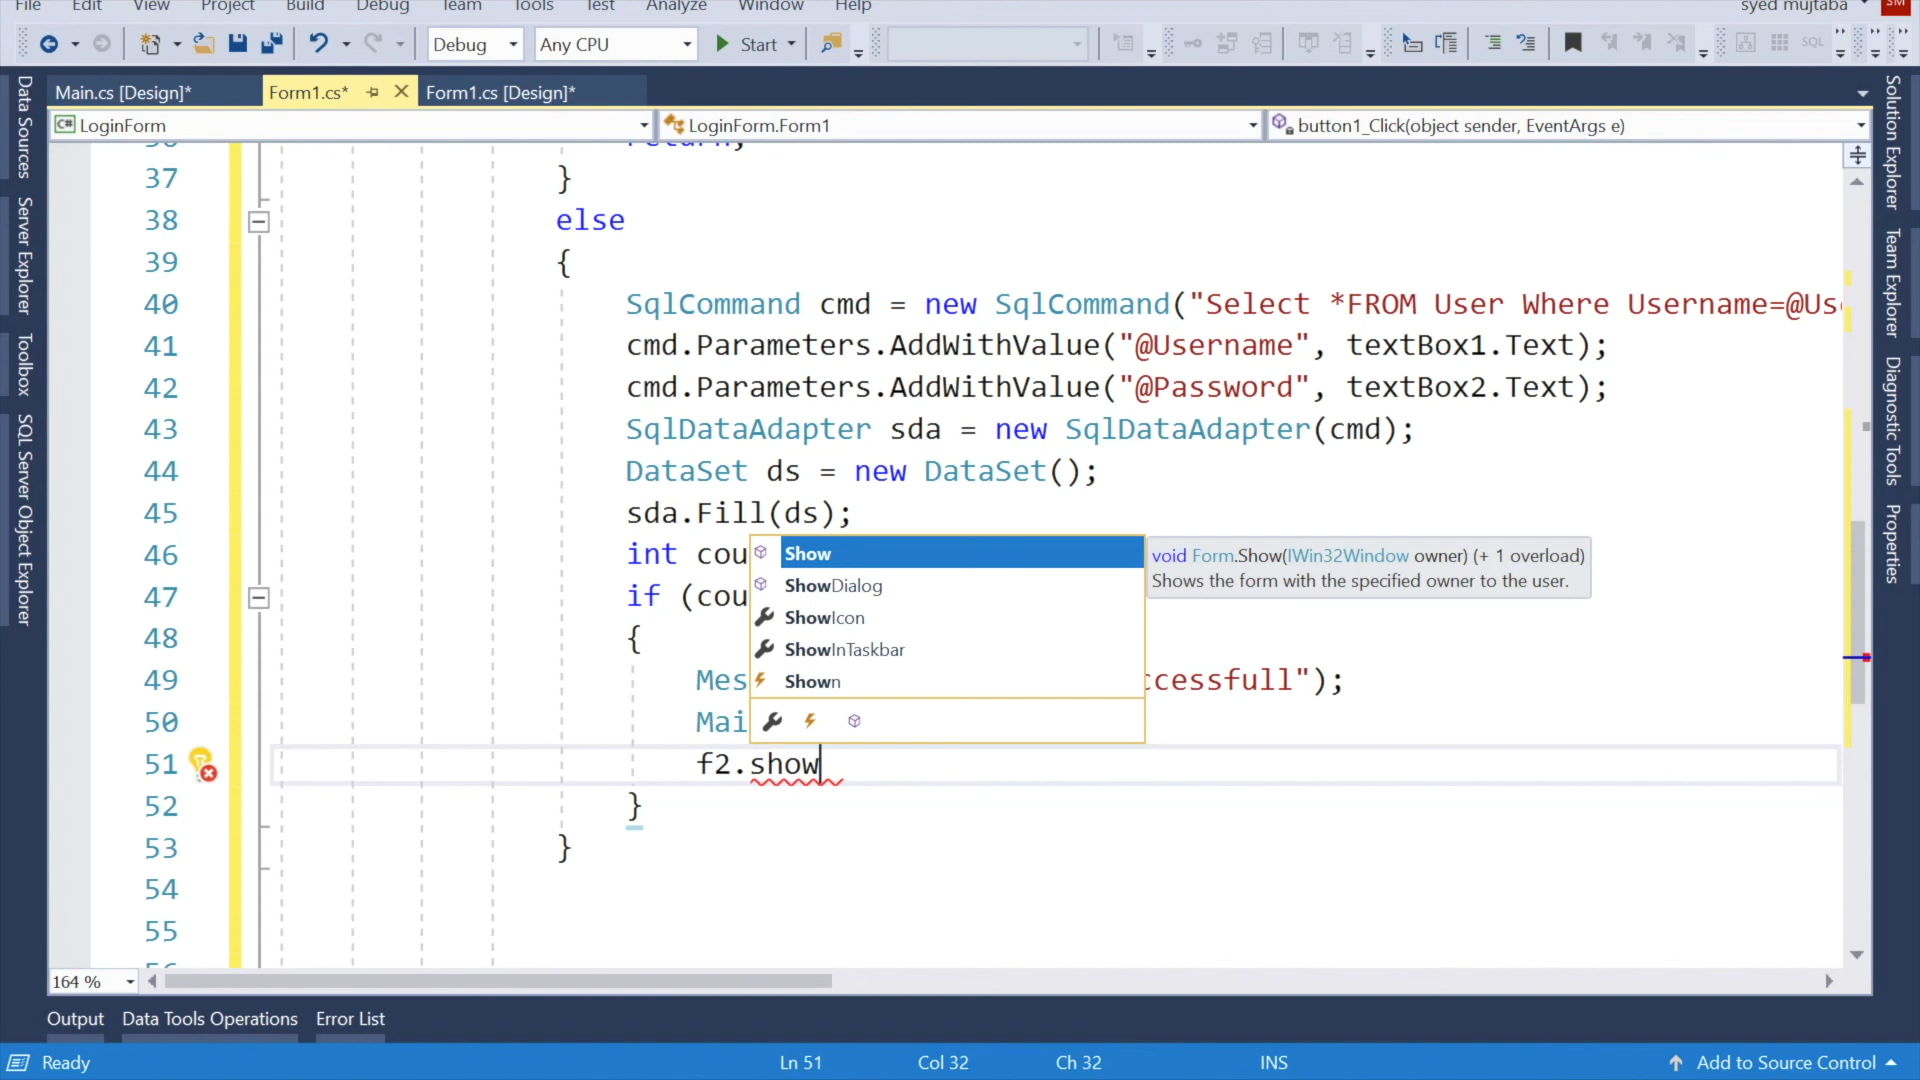 File Edit View Project Build Debug Team Tools Test Analyze Window Help syed mujtaba SM
Debug Any CPU Start SQL
Main.cs [Design]* Form1.cs* Form1.cs [Design]*
C# LoginForm LoginForm.Form1 button1_Click(object sender, EventArgs e)
Data Sources
Server Explorer
Toolbox
SQL Server Object Explorer
37 }
38 else
39 {
40 SqlCommand cmd = new SqlCommand("Select *FROM User Where Username=@Us
41 cmd.Parameters.AddWithValue("@Username", textBox1.Text);
42 cmd.Parameters.AddWithValue("@Password", textBox2.Text);
43 SqlDataAdapter sda = new SqlDataAdapter(cmd);
44 DataSet ds = new DataSet();
45 sda.Fill(ds);
46 int cou
47 if (cou
48 {
49 Mes ccessfull");
50 Mai
51 f2.show
52 }
53 }
54
55
Show
ShowDialog
ShowIcon
ShowInTaskbar
Shown
void Form.Show(IWin32Window owner) (+ 1 overload)
Shows the form with the specified owner to the user.
Solution Explorer
Team Explorer
Diagnostic Tools
Properties
164 %
Output Data Tools Operations Error List
Ready Ln 51 Col 32 Ch 32 INS Add to Source Control